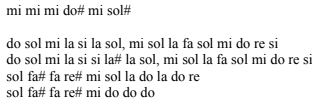 mi mi mi do# mi sol#
do sol mi la si la sol, mi sol la fa sol mi do re si
do sol mi la si si la# la sol, mi sol la fa sol mi do re si
sol fa# fa re# mi sol la do la do re
sol fa# fa re# mi do do do